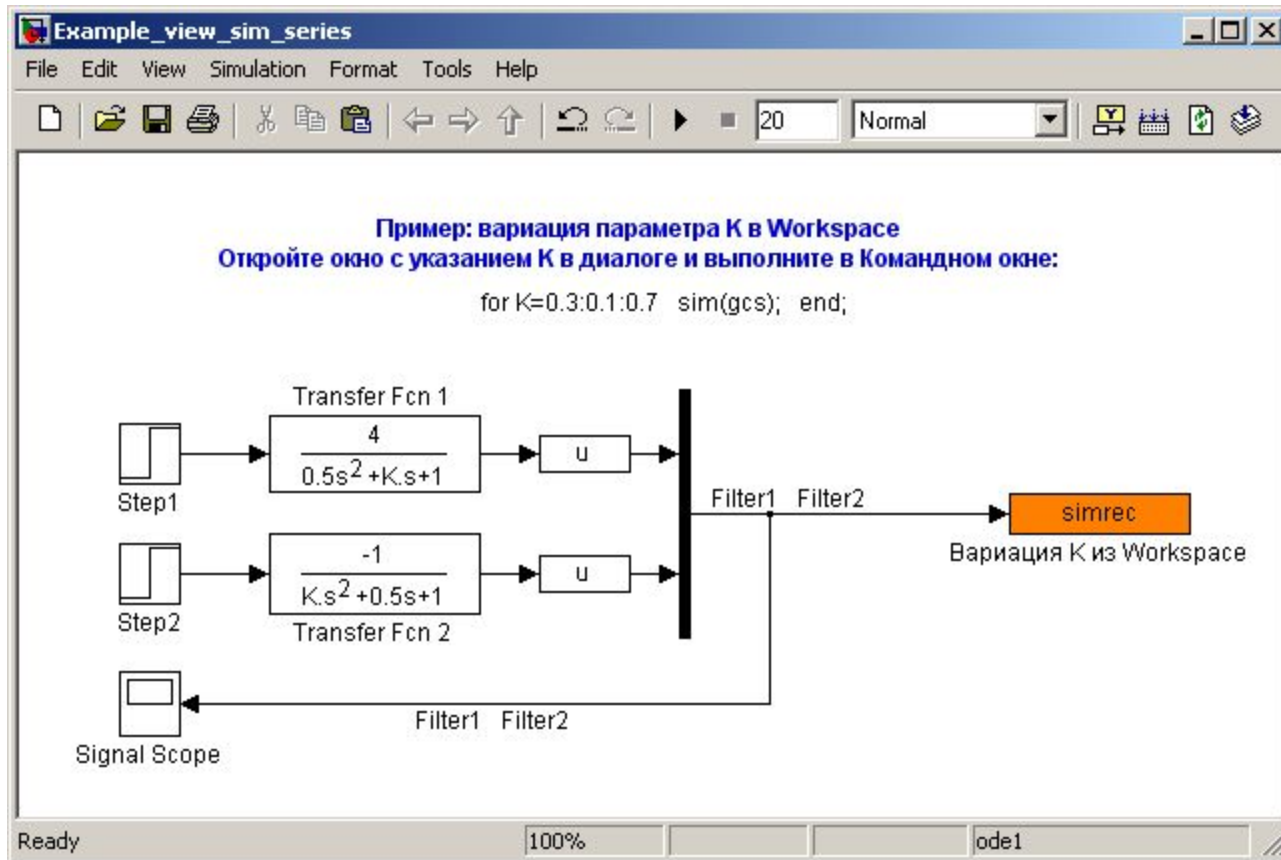 Example_view_sim_series
File Edit View Simulation Format Tools Help
20 Normal
Пример: вариация параметра K в Workspace
Откройте окно с указанием K в диалоге и выполните в Командном окне:
for K=0.3:0.1:0.7 sim(gcs); end;
Transfer Fcn 1
4
0.5s2+K.s+1
u
Step1
Filter1 Filter2
simrec
Вариация K из Workspace
-1
K.s2+0.5s+1
u
Step2
Transfer Fcn 2
Filter1 Filter2
Signal Scope
Ready 100% ode1